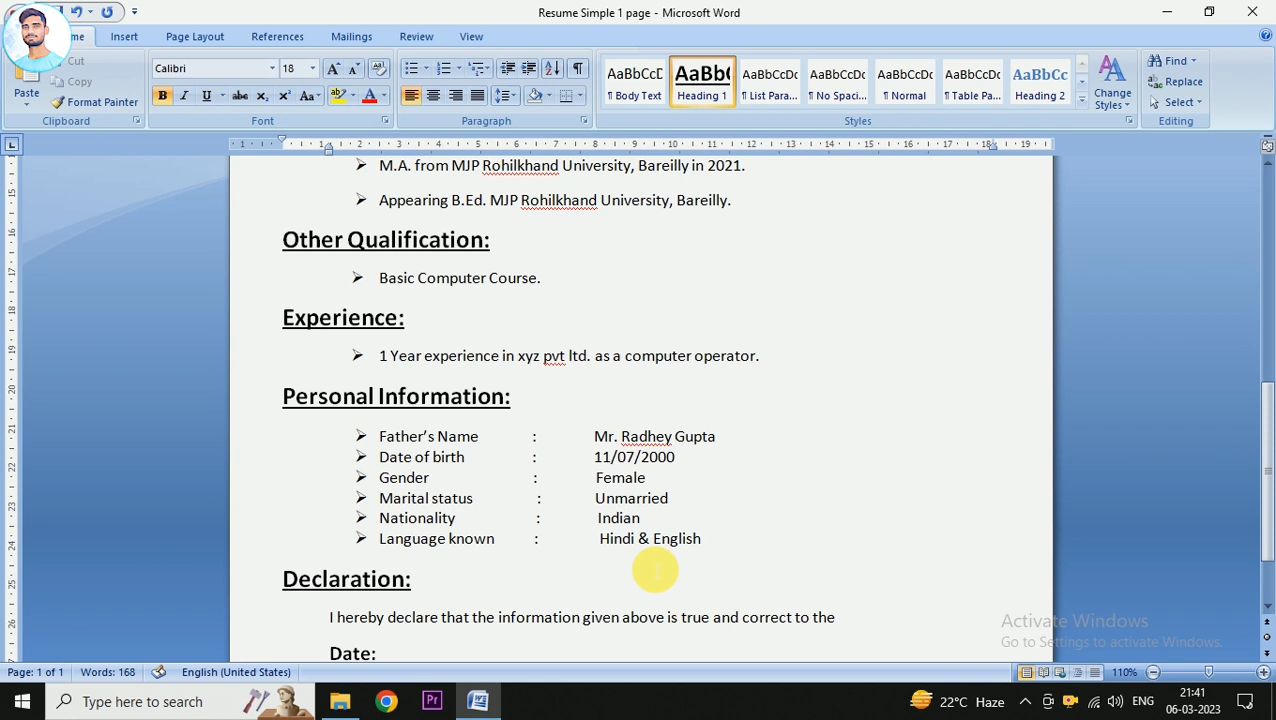 Resume Simple 1 page - Microsoft Word
Insert Page Layout References Mailings Review View
Cut
Copy
Format Painter
Paste
Clipboard
Calibri 18
Font
Paragraph
AaBbCcD AaBb( AaBbCcDc AaBbCcDc AaBbCcDc AaBbCcDc AaBbCc
¶ Body Text Heading 1 ¶ List Para... ¶ No Spaci... ¶ Normal ¶ Table Pa... Heading 2
Styles
Change Styles
Find
Replace
Select
Editing
M.A. from MJP Rohilkhand University, Bareilly in 2021.
Appearing B.Ed. MJP Rohilkhand University, Bareilly.
Other Qualification:
Basic Computer Course.
Experience:
1 Year experience in xyz pvt ltd. as a computer operator.
Personal Information:
Father’s Name : Mr. Radhey Gupta
Date of birth : 11/07/2000
Gender : Female
Marital status : Unmarried
Nationality : Indian
Language known : Hindi & English
Declaration:
I hereby declare that the information given above is true and correct to the
Date:
Activate Windows
Go to Settings to activate Windows.
Page: 1 of 1 Words: 168 English (United States) 110%
Type here to search 22°C Haze ENG 21:41
06-03-2023